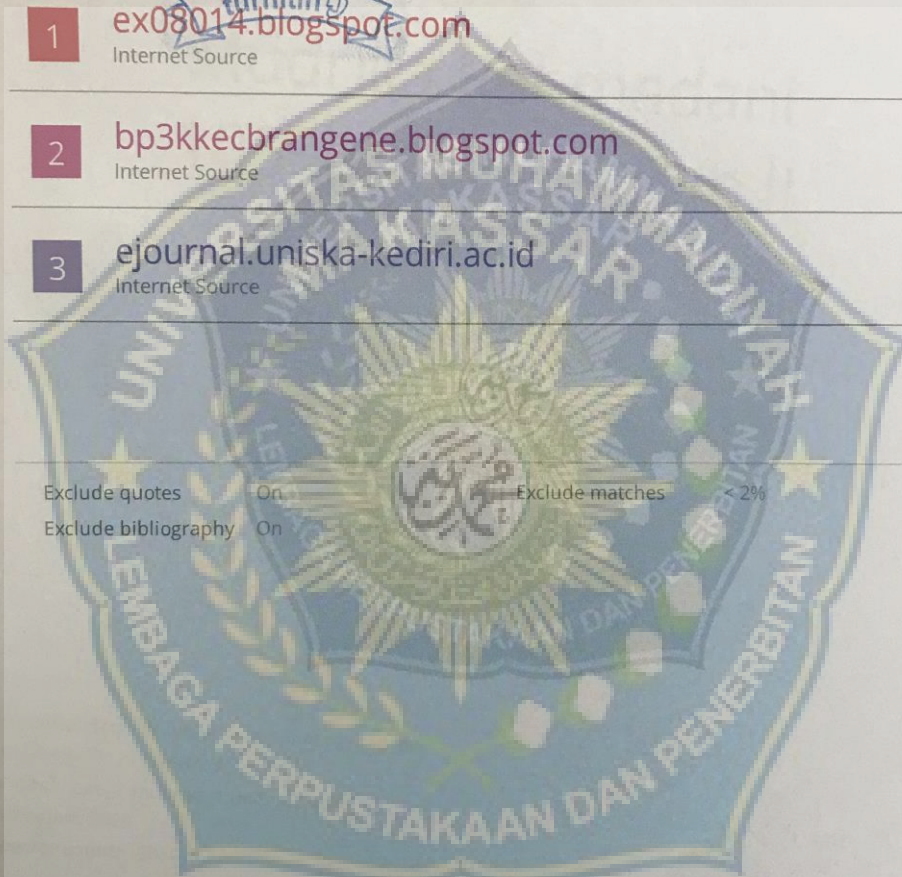 turnitin
1 ex08014.blogspot.com
Internet Source
2 bp3kkecbrangene.blogspot.com
Internet Source
3 ejournal.uniska-kediri.ac.id
Internet Source
Exclude quotes On
Exclude matches < 2%
Exclude bibliography On
UNIVERSITAS MUHAMMADIYAH
MAKASSAR
LEMBAGA PERPUSTAKAAN DAN PENERBITAN